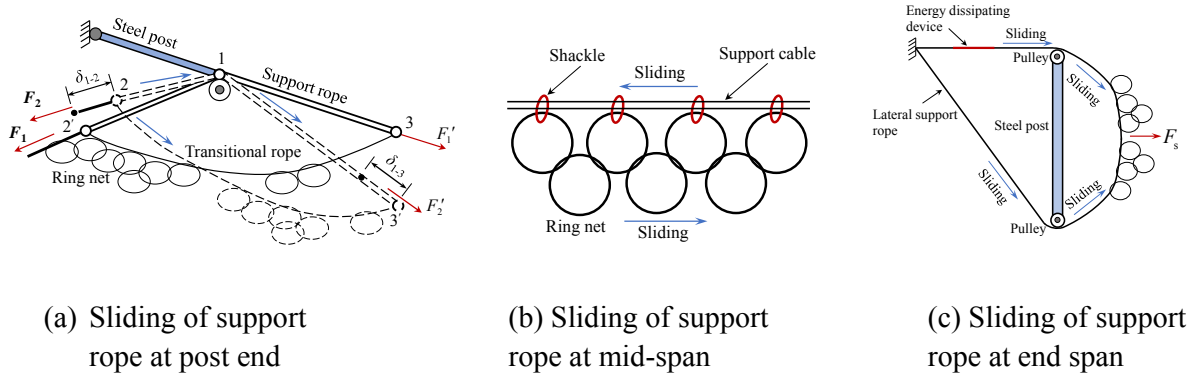 Steel post
1
Support rope
δ1-2
2
F2
F1
2'
3
F1'
Transitional rope
δ1-3
Ring net
F2'
3'
(a) Sliding of support
rope at post end
Shackle
Sliding
Support cable
Ring net
Sliding
(b) Sliding of support
rope at mid-span
Energy dissipating
device
Sliding
Pulley
Sliding
Lateral support
rope
Steel post
Fs
Sliding
Sliding
Pulley
(c) Sliding of support
rope at end span